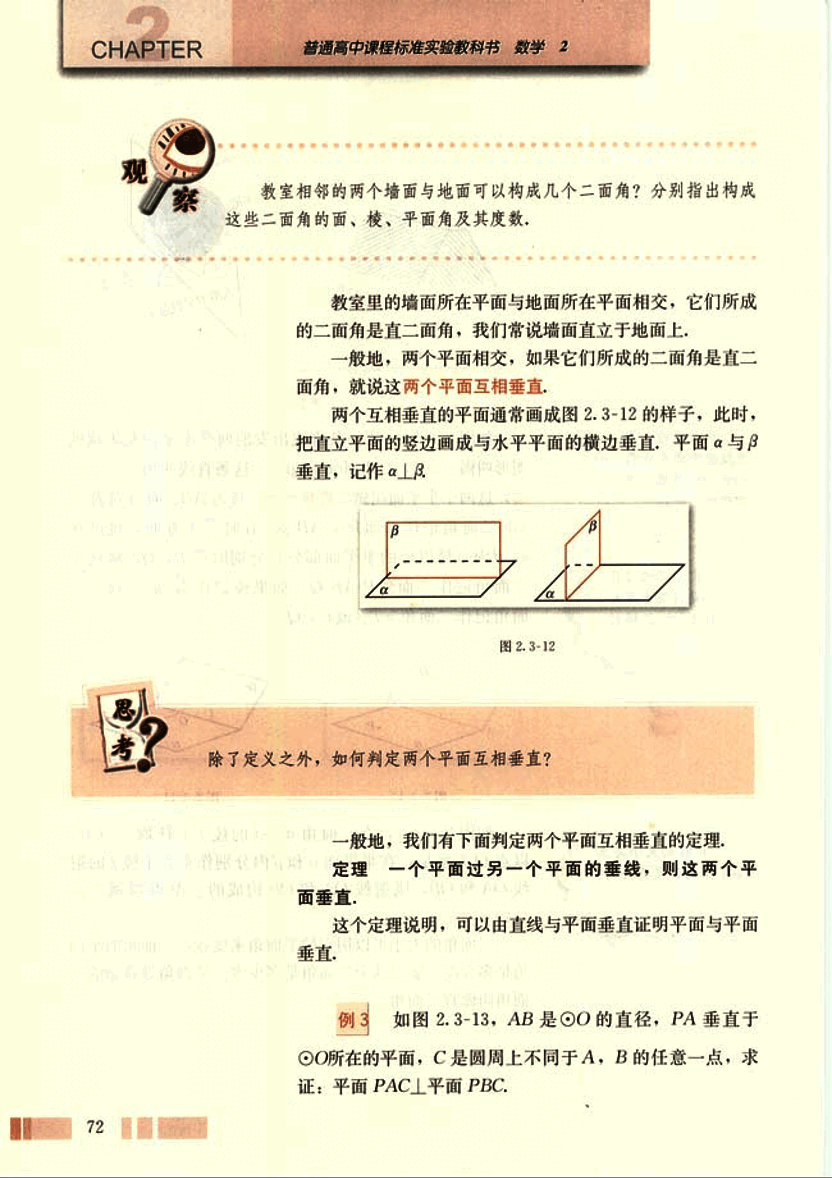 2
CHAPTER
普通高中课程标准实验教科书 数学 2
观察
教室相邻的两个墙面与地面可以构成几个二面角？分别指出构成
这些二面角的面、棱、平面角及其度数．
教室里的墙面所在平面与地面所在平面相交，它们所成
的二面角是直二面角，我们常说墙面直立于地面上．
一般地，两个平面相交，如果它们所成的二面角是直二
面角，就说这两个平面互相垂直．
两个互相垂直的平面通常画成图 2.3-12 的样子，此时，
把直立平面的竖边画成与水平平面的横边垂直．平面 α 与 β
垂直，记作 α⊥β．
β
α
β
α
图 2.3-12
思考？
除了定义之外，如何判定两个平面互相垂直？
一般地，我们有下面判定两个平面互相垂直的定理．
定理 一个平面过另一个平面的垂线，则这两个平
面垂直．
这个定理说明，可以由直线与平面垂直证明平面与平面
垂直．
例 3 如图 2.3-13，AB 是⊙O 的直径，PA 垂直于
⊙O所在的平面，C 是圆周上不同于 A，B 的任意一点，求
证：平面 PAC⊥平面 PBC．
72